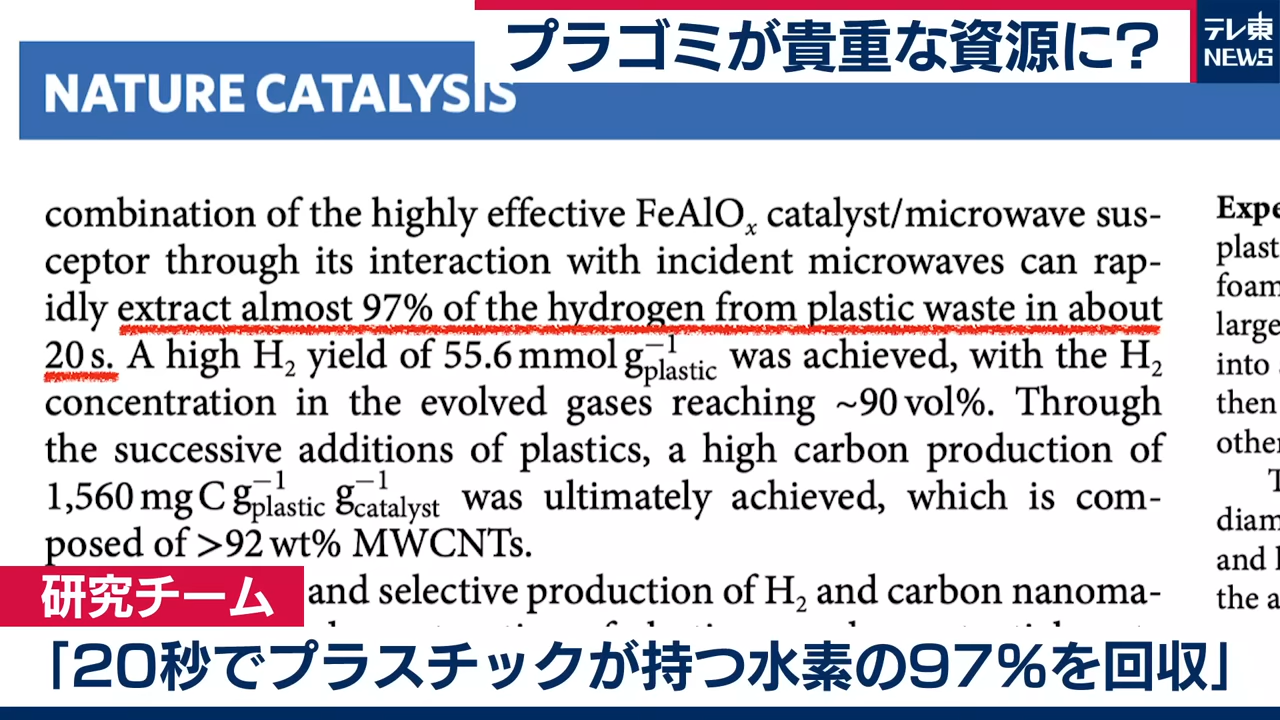 プラゴミが貴重な資源に?
テレ東
NEWS
NATURE CATALYSIS
combination of the highly effective FeAlOx catalyst/microwave sus-
ceptor through its interaction with incident microwaves can rap-
idly extract almost 97% of the hydrogen from plastic waste in about
20 s. A high H2 yield of 55.6 mmol g−1plastic was achieved, with the H2
concentration in the evolved gases reaching ~90 vol%. Through
the successive additions of plastics, a high carbon production of
1,560 mg C g−1plastic g−1catalyst was ultimately achieved, which is com-
posed of >92 wt% MWCNTs.
and selective production of H2 and carbon nanoma-
Expe
plast
foam
large
into
then
other
diam
and
the a
研究チーム
「20秒でプラスチックが持つ水素の97%を回収」